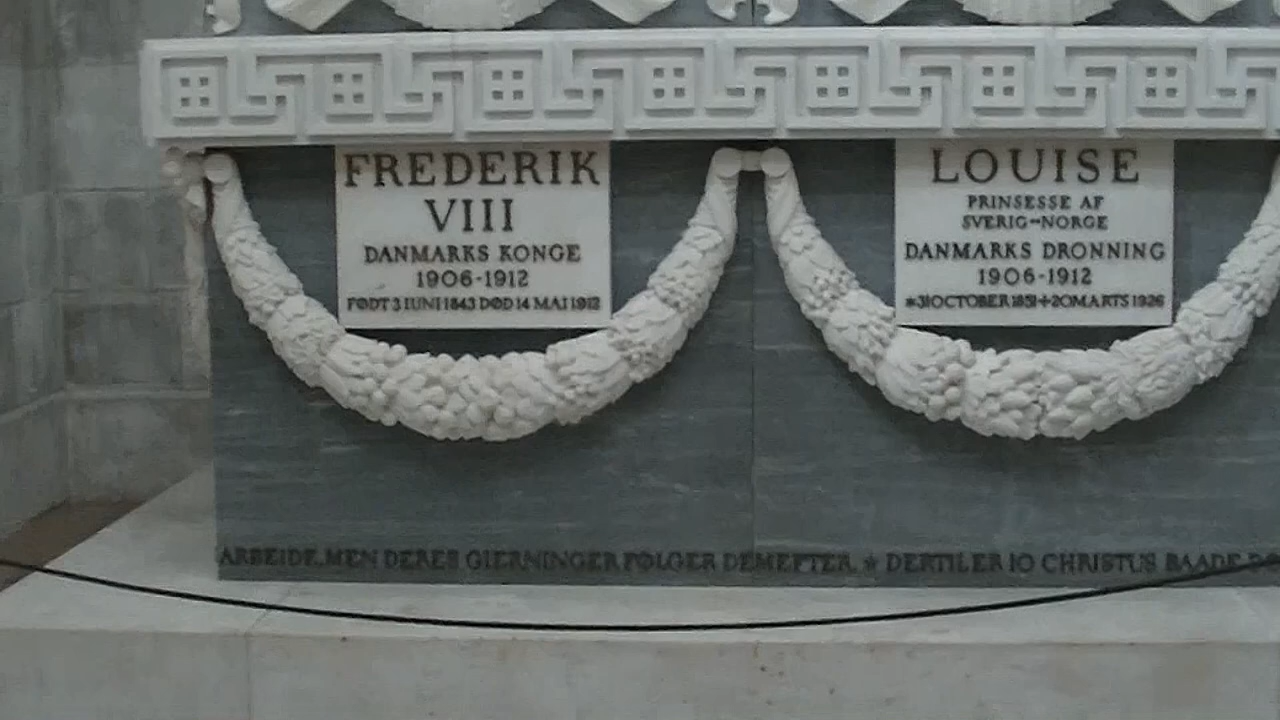 FREDERIK
VIII
DANMARKS KONGE
1906-1912
FØDT 3 IUNI 1843 DØD 14 MAI 1912
LOUISE
PRINSESSE AF
SVERIG-NORGE
DANMARKS DRONNING
1906-1912
*31 OCTOBER 1851+20 MARTS 1926
ARBEIDE, MEN DERES GIERNINGER FØLGER DEM EFTER. * DERTIL ER IO CHRISTUS BAADE